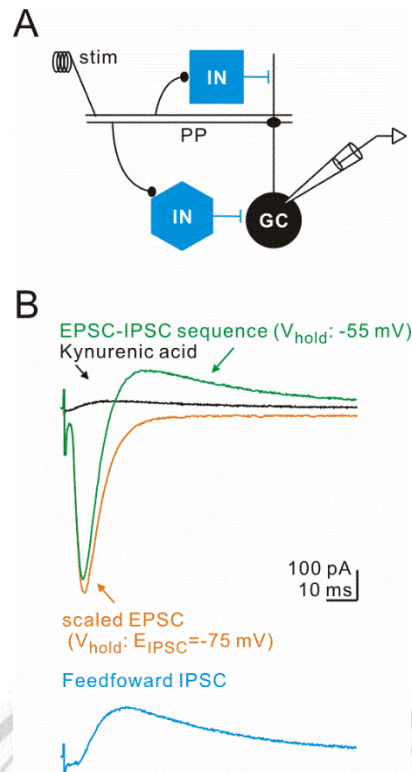 A
stim
IN
PP
IN
GC
B
EPSC-IPSC sequence (Vhold: -55 mV)
Kynurenic acid
100 pA
10 ms
scaled EPSC
(Vhold: EIPSC=-75 mV)
Feedfoward IPSC